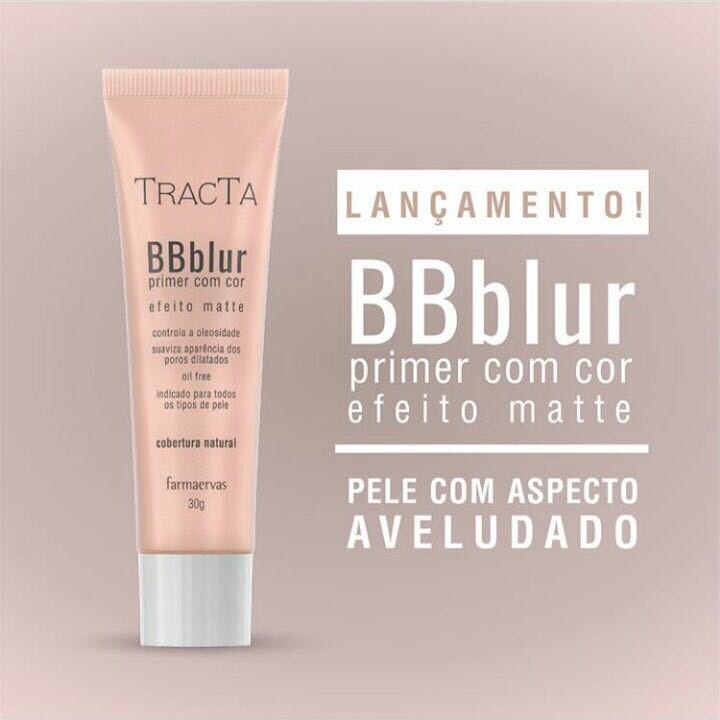 TRACTA
BBblur
primer com cor
efeito matte
controla a oleosidade
suaviza aparência dos
poros dilatados
oil free
indicado para todos
os tipos de pele
cobertura natural
farmaervas
30g
LANÇAMENTO!
BBblur
primer com cor
efeito matte
PELE COM ASPECTO
AVELUDADO